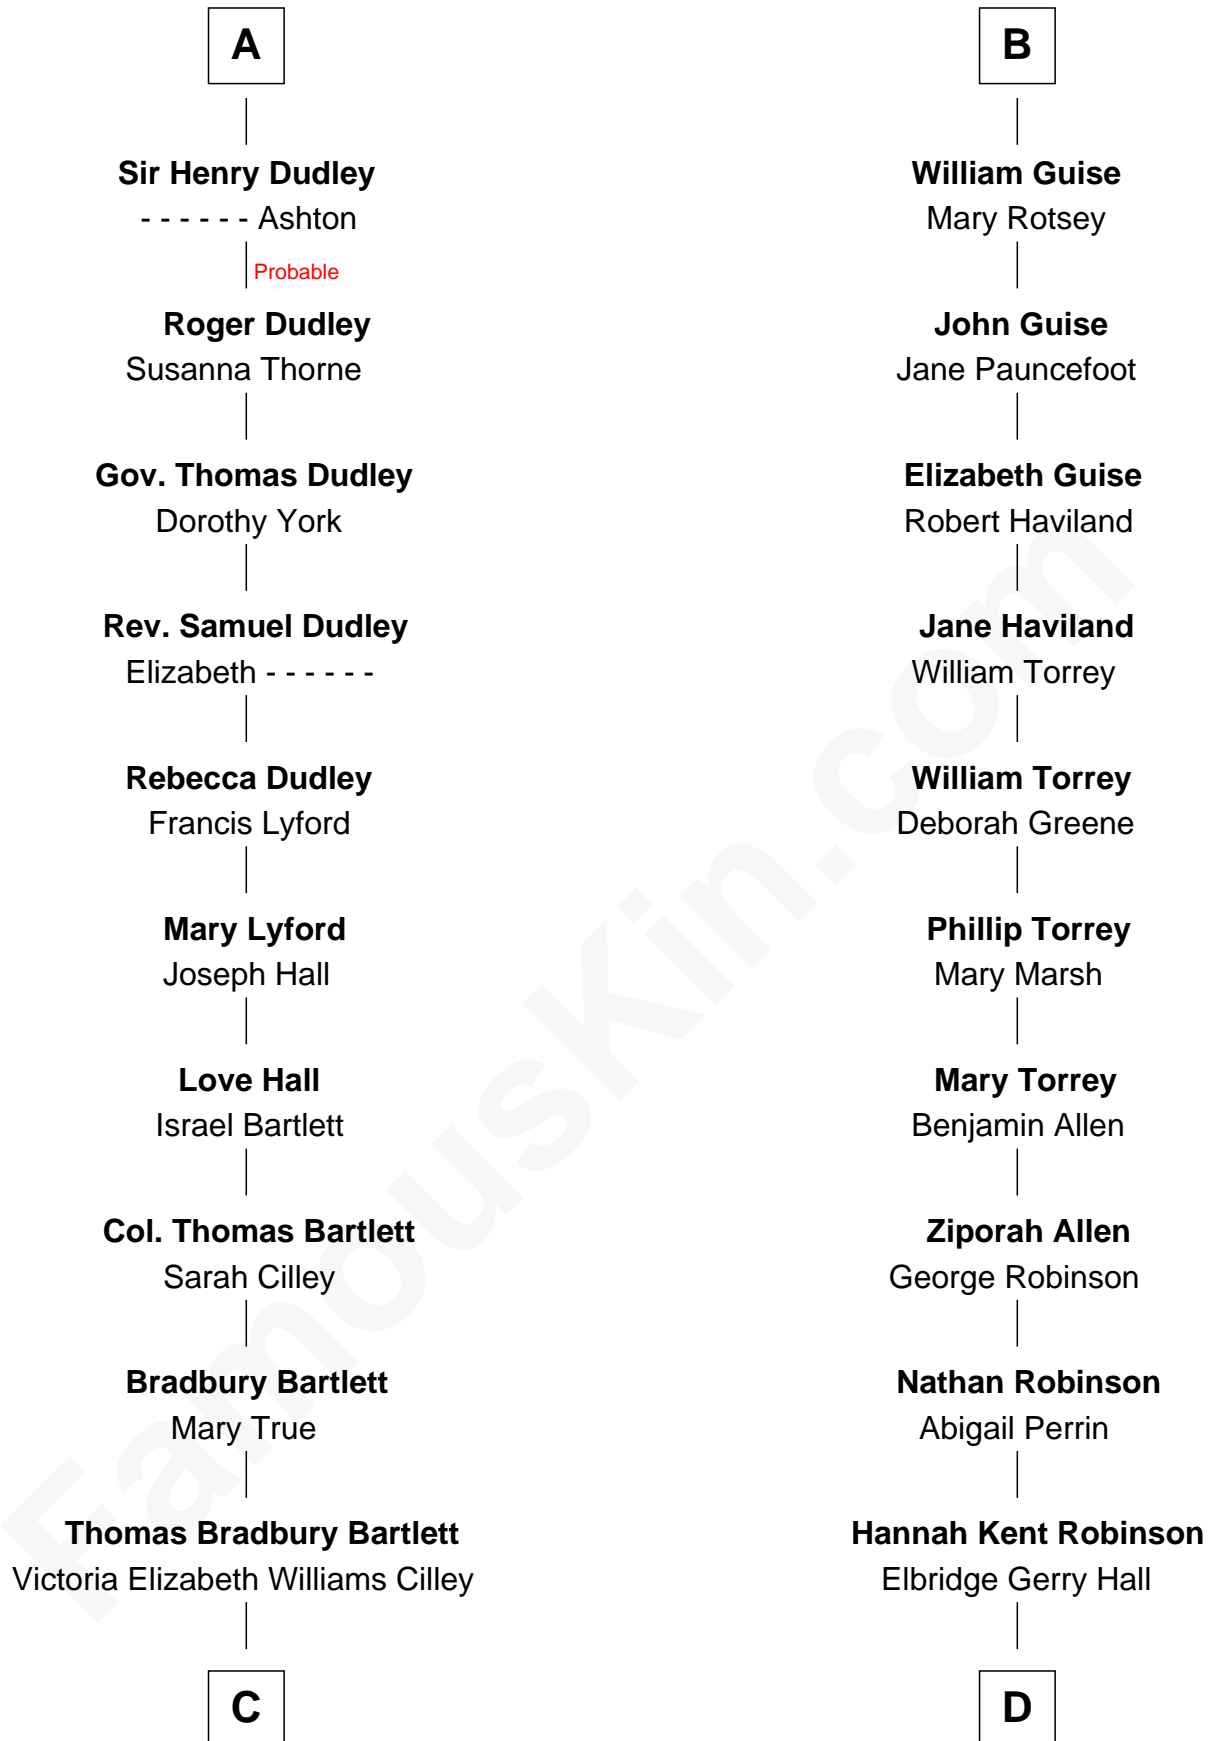 A
Sir Henry Dudley
- - - - - - Ashton
Probable
Roger Dudley
Susanna Thorne
Gov. Thomas Dudley
Dorothy York
Rev. Samuel Dudley
Elizabeth - - - - - -
Rebecca Dudley
Francis Lyford
Mary Lyford
Joseph Hall
Love Hall
Israel Bartlett
Col. Thomas Bartlett
Sarah Cilley
Bradbury Bartlett
Mary True
Thomas Bradbury Bartlett
Victoria Elizabeth Williams Cilley
C
B
William Guise
Mary Rotsey
John Guise
Jane Pauncefoot
Elizabeth Guise
Robert Haviland
Jane Haviland
William Torrey
William Torrey
Deborah Greene
Phillip Torrey
Mary Marsh
Mary Torrey
Benjamin Allen
Ziporah Allen
George Robinson
Nathan Robinson
Abigail Perrin
Hannah Kent Robinson
Elbridge Gerry Hall
D
FamousKin.com